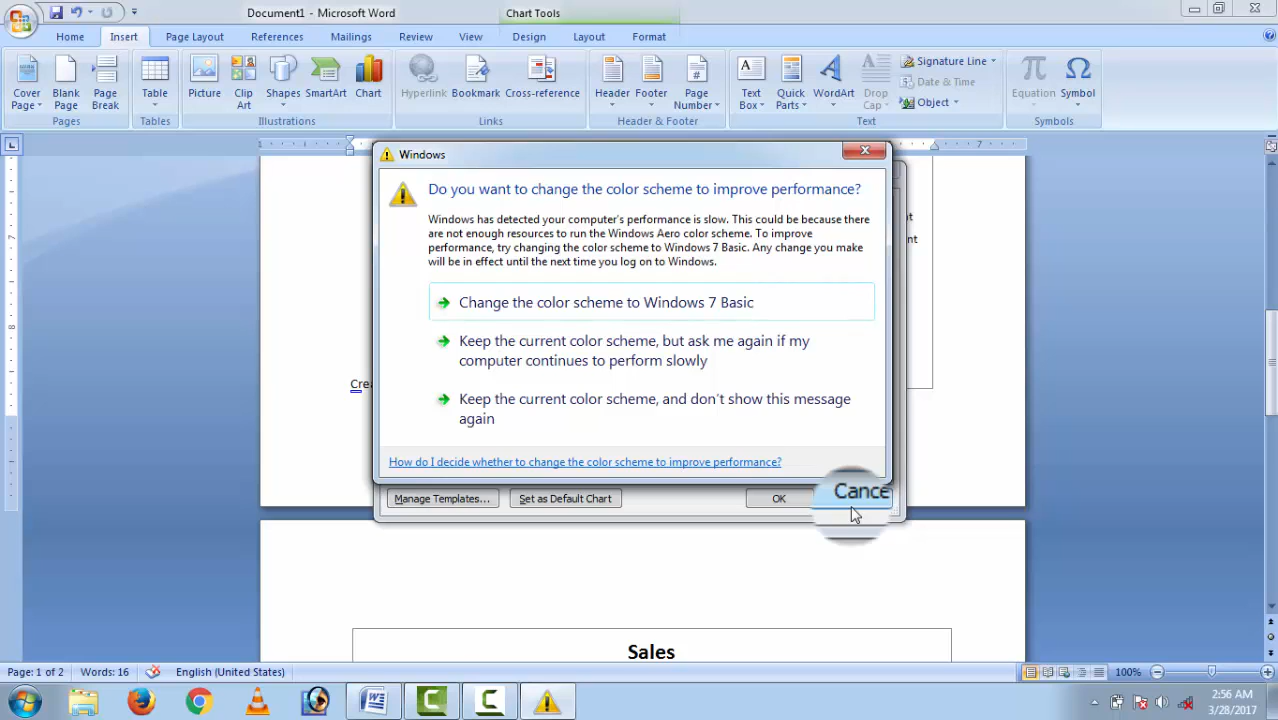 Document1 - Microsoft Word
Chart Tools
Home
Insert
Page Layout
References
Mailings
Review
View
Design
Layout
Format
Cover
Page
Blank
Page
Page
Break
Table
Picture
Clip
Art
Shapes
SmartArt
Chart
Hyperlink
Bookmark
Cross-reference
Header
Footer
Page
Number
Text
Box
Quick
Parts
WordArt
Drop
Cap
Signature Line
Date & Time
Object
Equation
Symbol
Pages
Tables
Illustrations
Links
Header & Footer
Text
Symbols
Windows
Do you want to change the color scheme to improve performance?
Windows has detected your computer's performance is slow. This could be because there
are not enough resources to run the Windows Aero color scheme. To improve
performance, try changing the color scheme to Windows 7 Basic. Any change you make
will be in effect until the next time you log on to Windows.
Change the color scheme to Windows 7 Basic
Keep the current color scheme, but ask me again if my
computer continues to perform slowly
Keep the current color scheme, and don't show this message
again
How do I decide whether to change the color scheme to improve performance?
Manage Templates...
Set as Default Chart
OK
Cance
Crea
Sales
Page: 1 of 2
Words: 16
English (United States)
100%
2:56 AM
3/28/2017